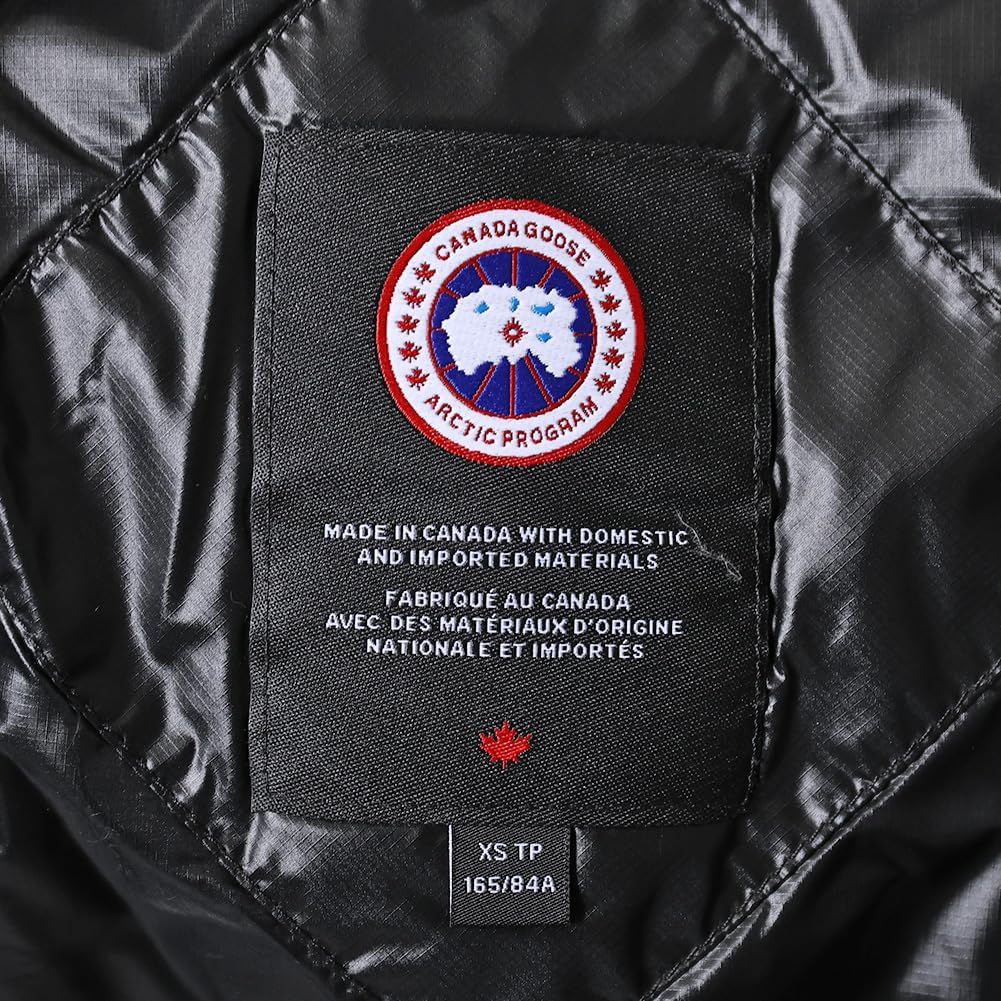 CANADA GOOSE
ARCTIC PROGRAM
MADE IN CANADA WITH DOMESTIC
AND IMPORTED MATERIALS
FABRIQUÉ AU CANADA
AVEC DES MATÉRIAUX D'ORIGINE
NATIONALE ET IMPORTÉS
XS TP
165/84A